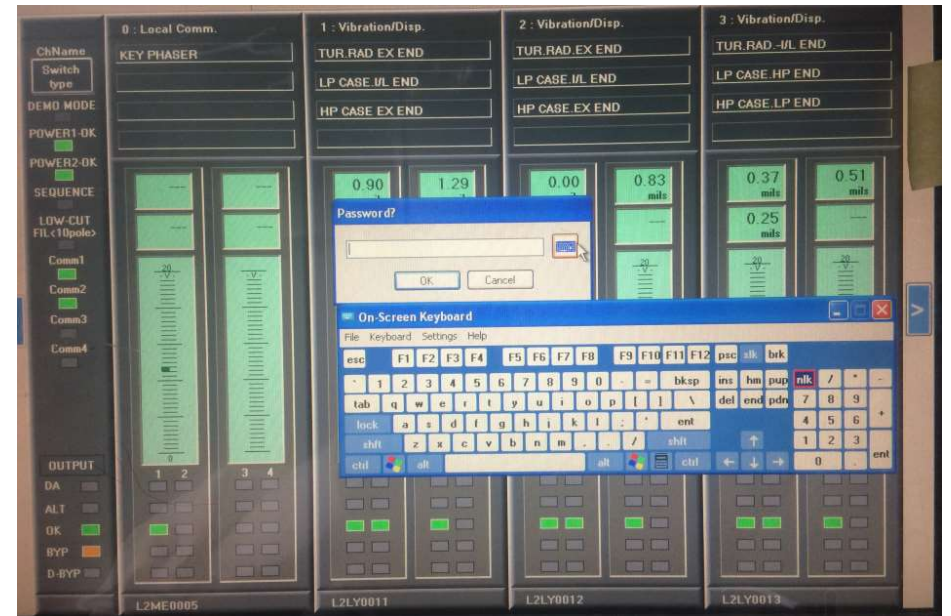 0 : Local Comm.
1 : Vibration/Disp.
2 : Vibration/Disp.
3 : Vibration/Disp.
ChName
Switch
type
DEMO MODE
POWER1-OK
POWER2-OK
SEQUENCE
LOW-CUT
FIL<10pole>
Comm1
Comm2
Comm3
Comm4
OUTPUT
DA
ALT
OK
BYP
D-BYP
KEY PHASER
TUR.RAD EX END
LP CASE.I/L END
HP CASE EX END
TUR.RAD.EX END
LP CASE.I/L END
HP CASE.EX END
TUR.RAD.-I/L END
LP CASE.HP END
HP CASE.LP END
0.90
1.29
0.00
0.83
mils
0.37
mils
0.25
mils
0.51
mils
20
V
0
V
20
20
20
1 2
3 4
Password?
OK
Cancel
On-Screen Keyboard
File Keyboard Settings Help
esc F1 F2 F3 F4 F5 F6 F7 F8 F9 F10 F11 F12 psc slk brk
` 1 2 3 4 5 6 7 8 9 0 - = bksp ins hm pup nlk / * -
tab q w e r t y u i o p [ ] \ del end pdn 7 8 9 +
lock a s d f g h j k l ; ' ent 4 5 6
shft z x c v b n m , . / shft ↑ 1 2 3 ent
ctrl alt alt ctrl ← ↓ → 0 .
L2ME0005
L2LY0011
L2LY0012
L2LY0013
>